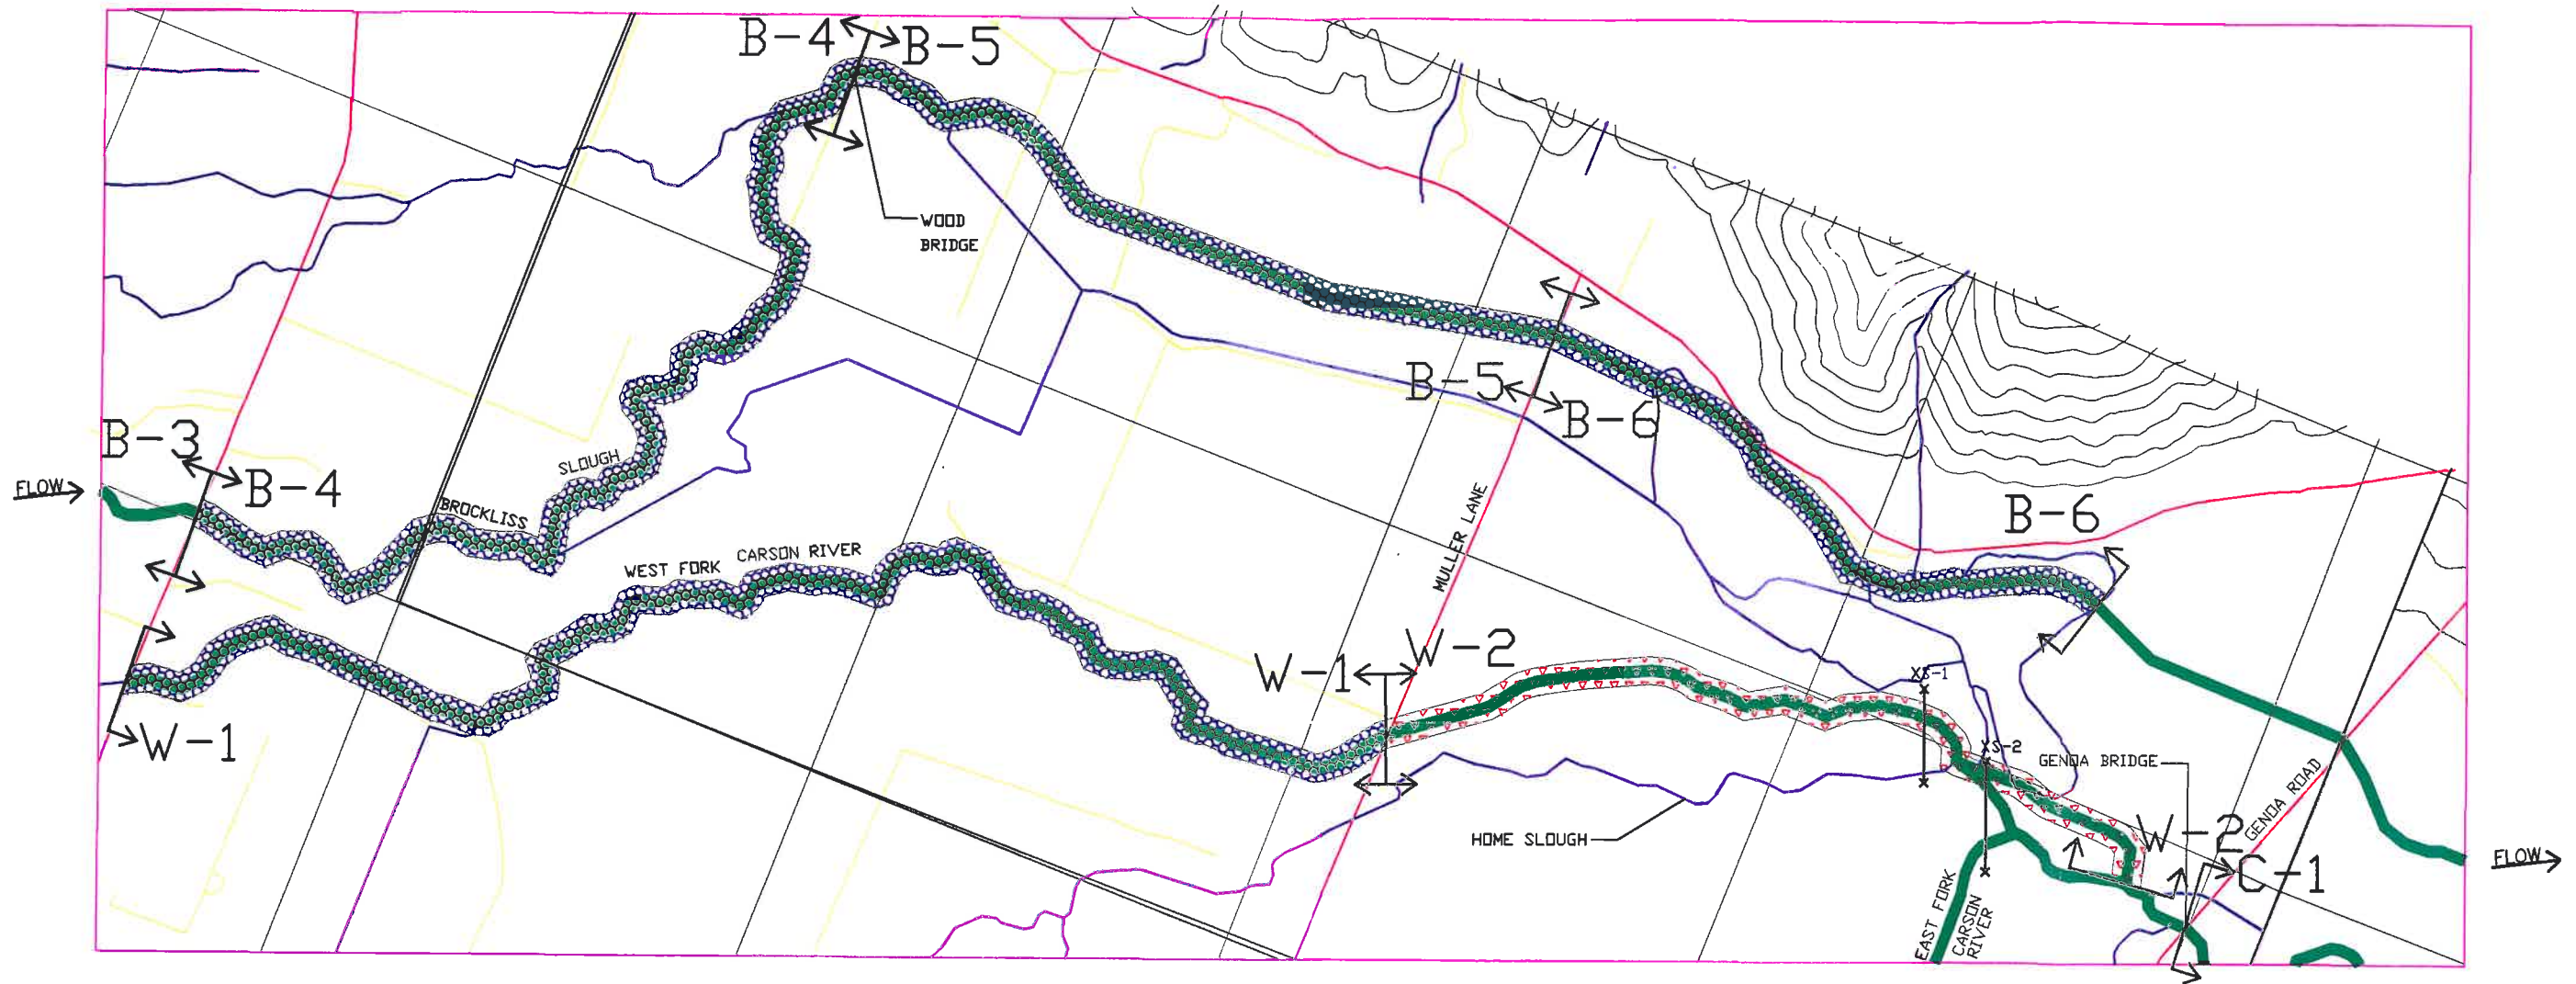 B-4
B-5
WOOD
BRIDGE
B-5
B-6
B-3
B-4
FLOW
SLOUGH
BROCKLISS
B-6
MULLER LANE
WEST FORK CARSON RIVER
W-1
W-2
W-1
XS-1
XS-2
GENOA BRIDGE
GENOA ROAD
HOME SLOUGH
W-2
C-1
FLOW
EAST FORK
CARSON
RIVER